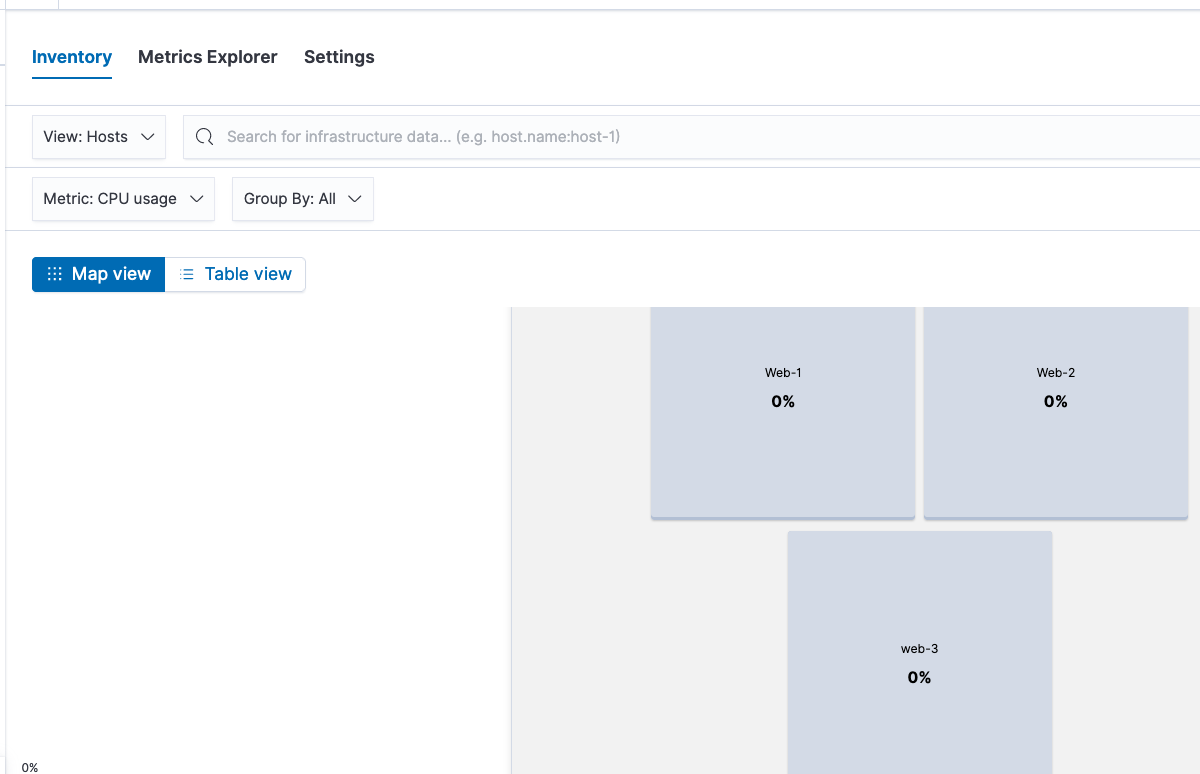 Inventory Metrics Explorer Settings
View: Hosts Search for infrastructure data... (e.g. host.name:host-1)
Metric: CPU usage Group By: All
Map view Table view
Web-1 Web-2
0% 0%
web-3
0%
0%